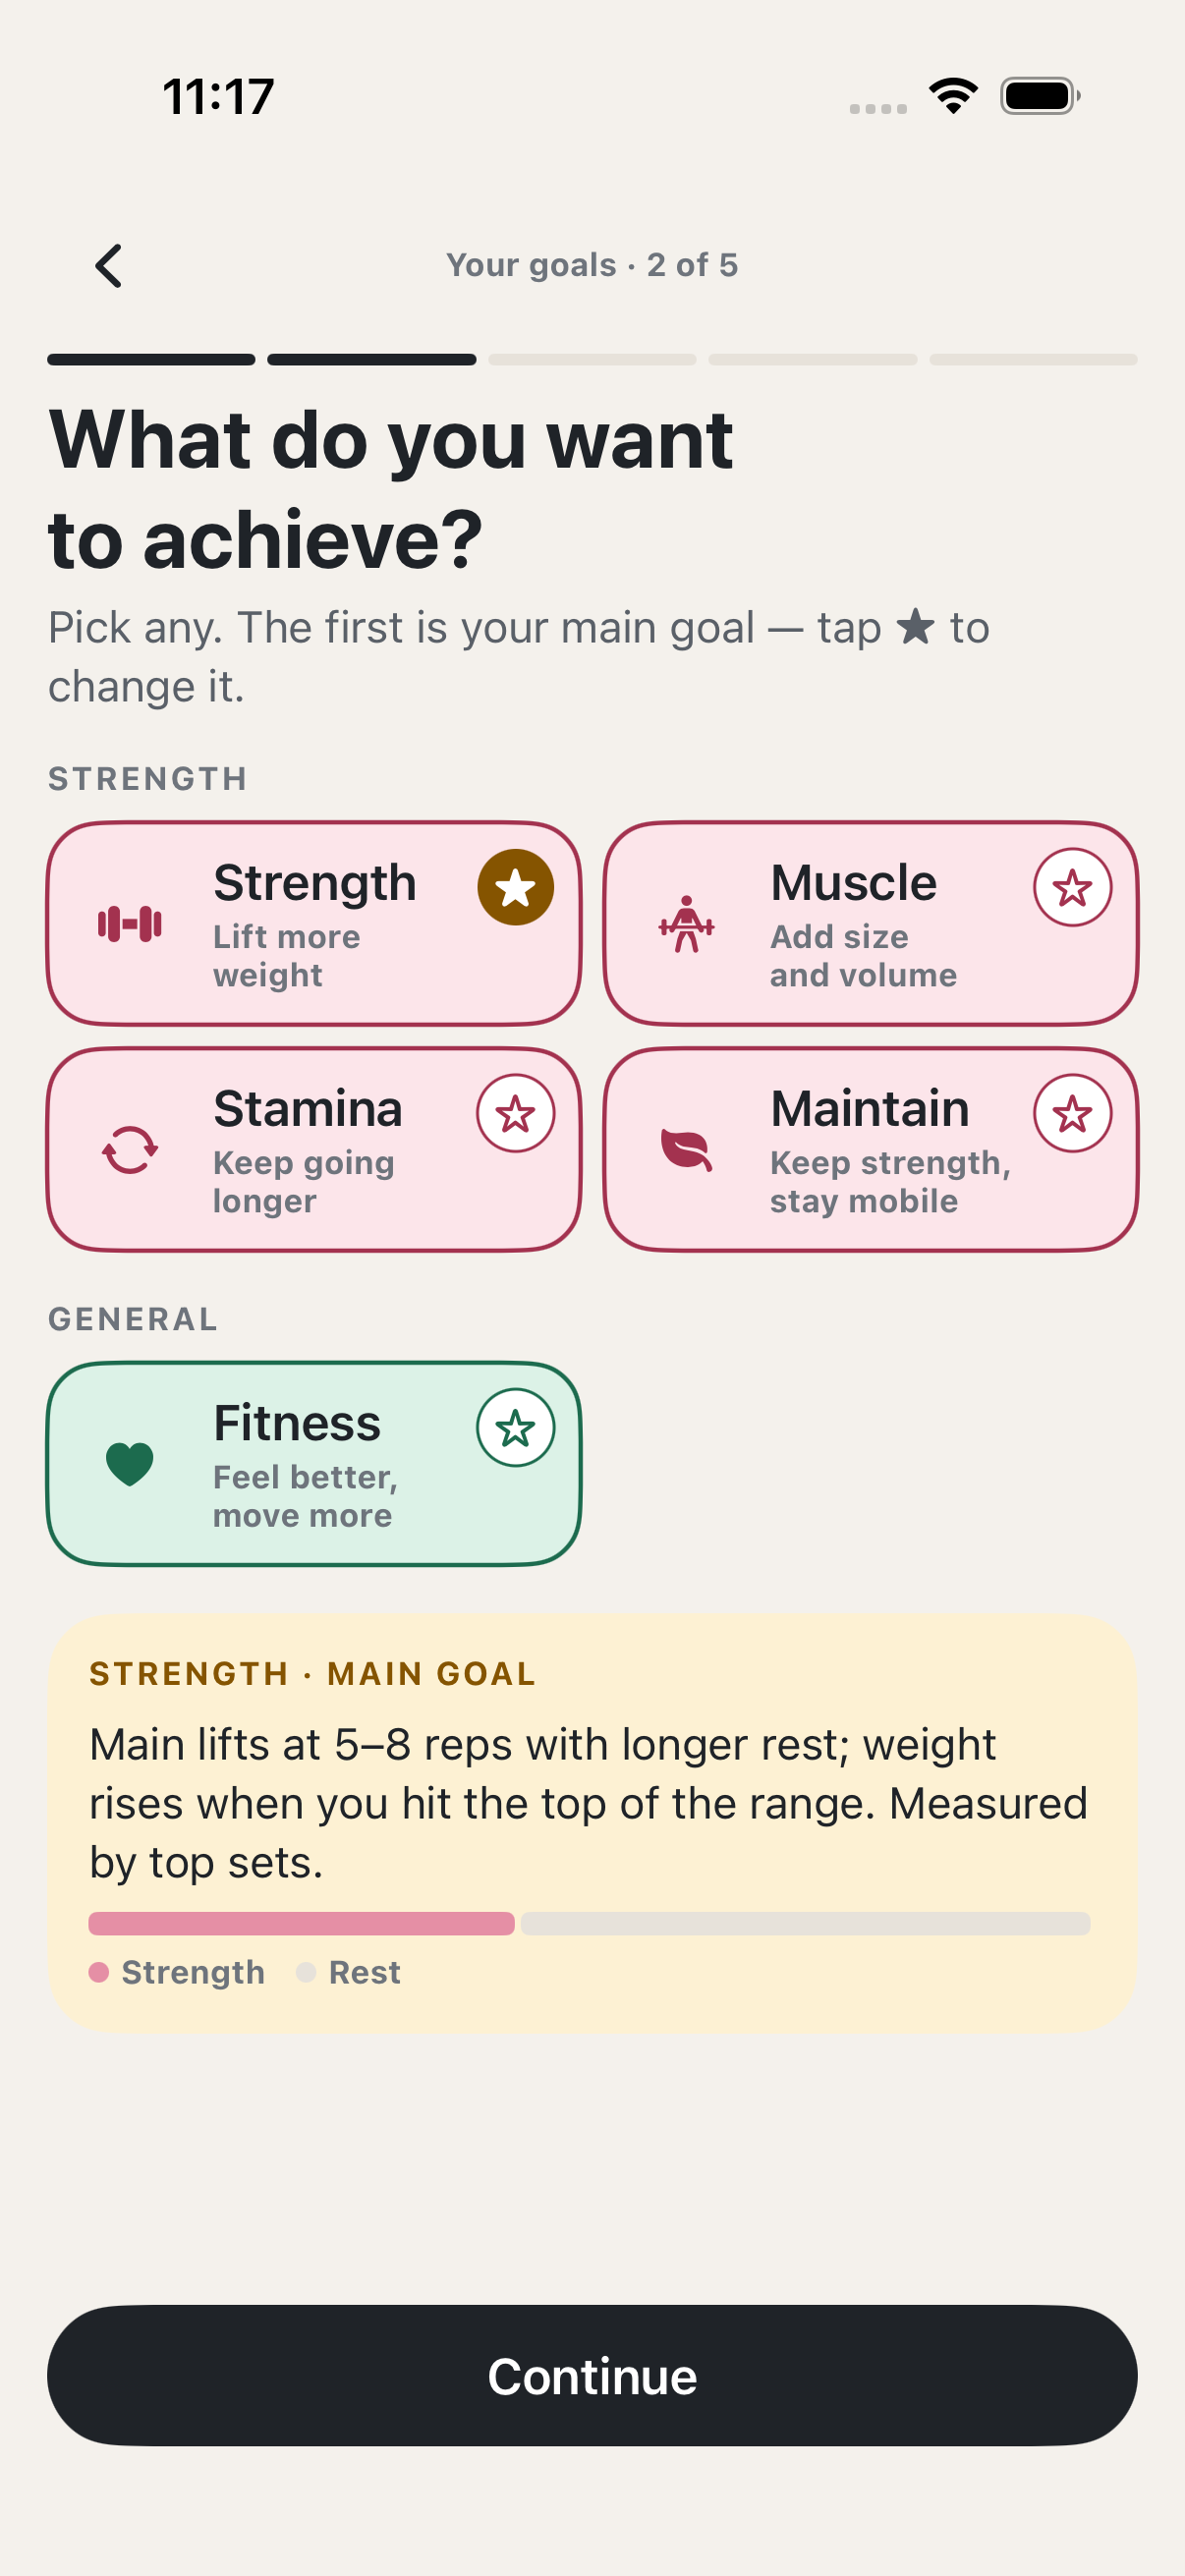 11:17
Your goals · 2 of 5
What do you want
to achieve?
Pick any. The first is your main goal — tap ★ to
change it.
STRENGTH
Strength
Lift more
weight
Muscle
Add size
and volume
Stamina
Keep going
longer
Maintain
Keep strength,
stay mobile
GENERAL
Fitness
Feel better,
move more
STRENGTH · MAIN GOAL
Main lifts at 5–8 reps with longer rest; weight
rises when you hit the top of the range. Measured
by top sets.
Strength
Rest
Continue